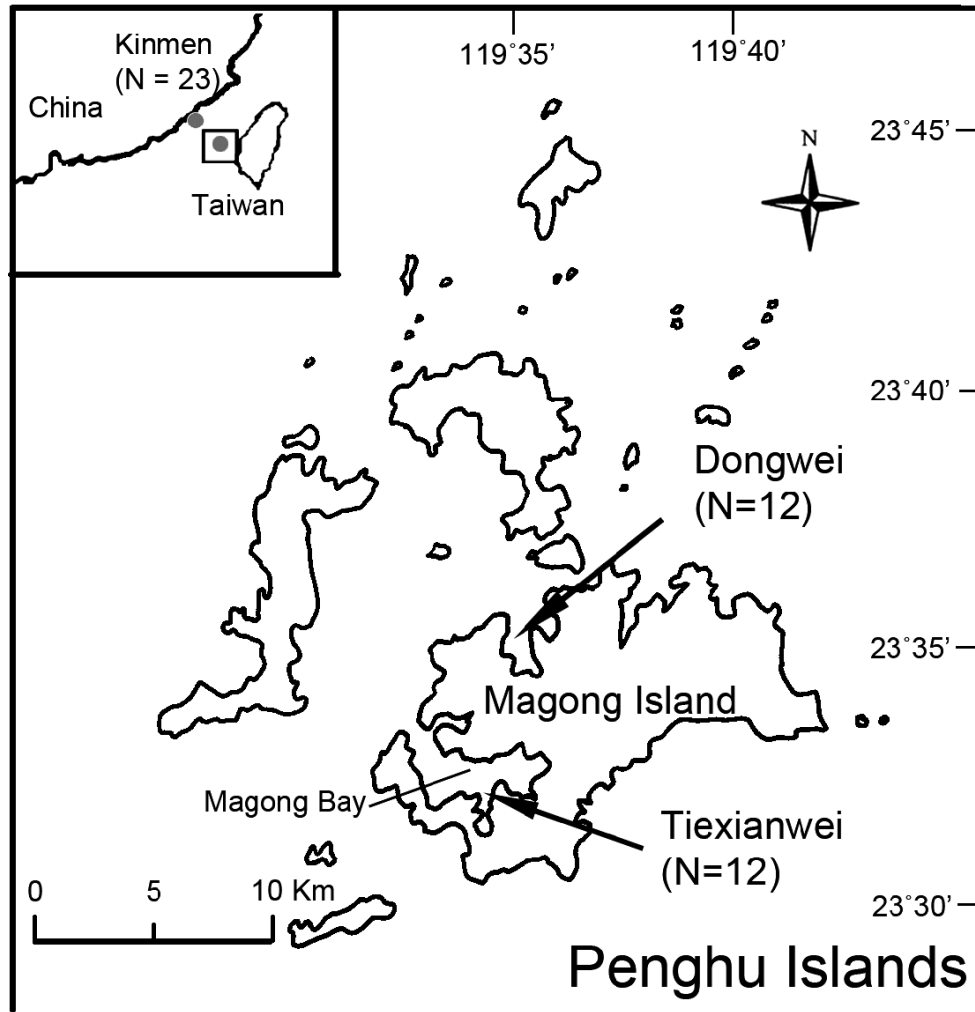 119˚35’
119˚40’
Kinmen
(N = 23)
China
Taiwan
N
23˚45’
23˚40’
Dongwei
(N=12)
23˚35’
Magong Island
Magong Bay
Tiexianwei
(N=12)
0 5 10 Km
23˚30’
Penghu Islands